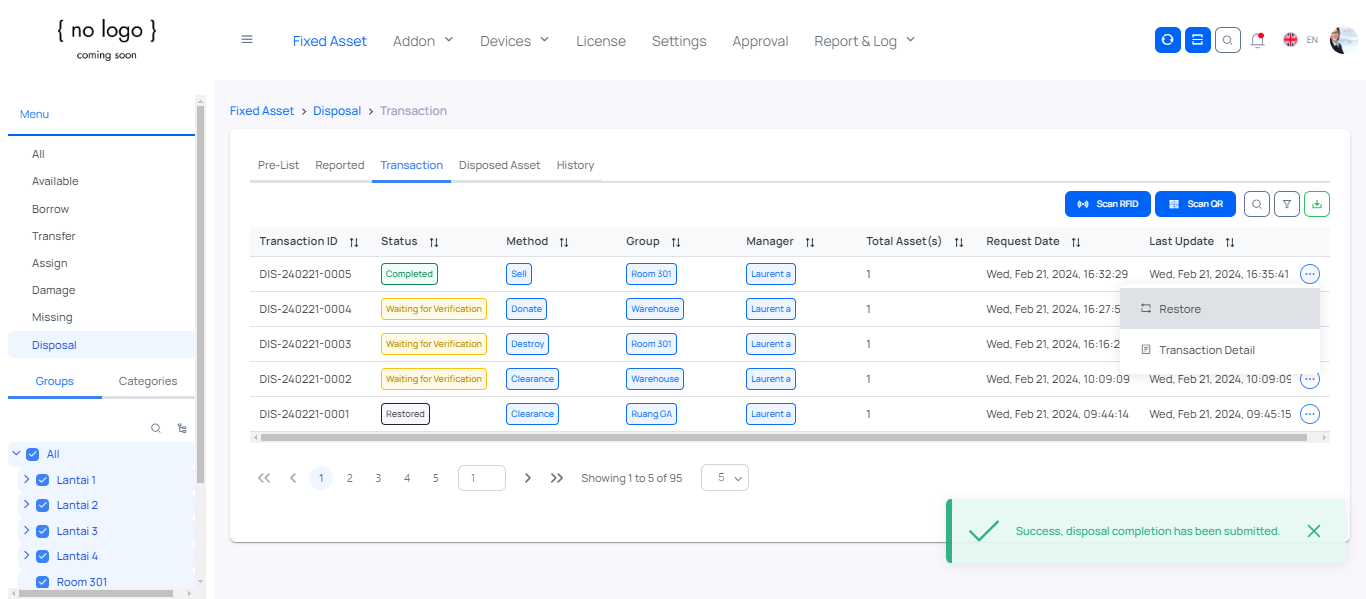 { no logo }
coming soon
Fixed Asset Addon Devices License Settings Approval Report & Log EN
Menu
All
Available
Borrow
Transfer
Assign
Damage
Missing
Disposal
Groups Categories
All
Lantai 1
Lantai 2
Lantai 3
Lantai 4
Room 301
Fixed Asset > Disposal > Transaction
Pre-List Reported Transaction Disposed Asset History
Scan RFID Scan QR
Transaction ID Status Method Group Manager Total Asset(s) Request Date Last Update
DIS-240221-0005 Completed Sell Room 301 Laurent a 1 Wed, Feb 21, 2024, 16:32:29 Wed, Feb 21, 2024, 16:35:41
DIS-240221-0004 Waiting for Verification Donate Warehouse Laurent a 1 Wed, Feb 21, 2024, 16:27:5
Restore
DIS-240221-0003 Waiting for Verification Destroy Room 301 Laurent a 1 Wed, Feb 21, 2024, 16:16:2
Transaction Detail
DIS-240221-0002 Waiting for Verification Clearance Warehouse Laurent a 1 Wed, Feb 21, 2024, 10:09:09 Wed, Feb 21, 2024, 10:09:09
DIS-240221-0001 Restored Clearance Ruang GA Laurent a 1 Wed, Feb 21, 2024, 09:44:14 Wed, Feb 21, 2024, 09:45:15
1 2 3 4 5 1 Showing 1 to 5 of 95 5
Success, disposal completion has been submitted.